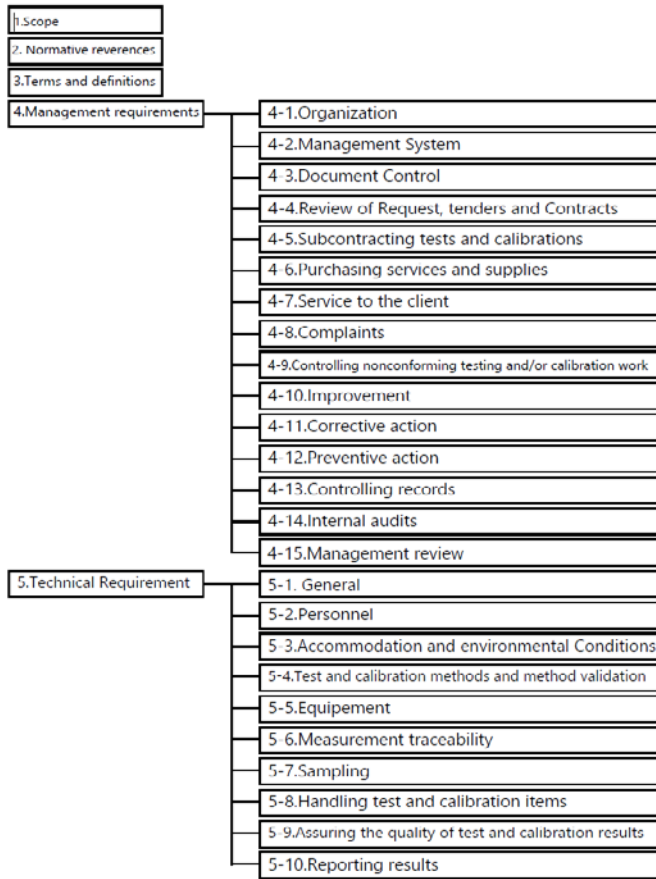 1.Scope
2. Normative reverences
3.Terms and definitions
4.Management requirements
4-1.Organization
4-2.Management System
4-3.Document Control
4-4.Review of Request, tenders and Contracts
4-5.Subcontracting tests and calibrations
4-6.Purchasing services and supplies
4-7.Service to the client
4-8.Complaints
4-9.Controlling nonconforming testing and/or calibration work
4-10.Improvement
4-11.Corrective action
4-12.Preventive action
4-13.Controlling records
4-14.Internal audits
4-15.Management review
5.Technical Requirement
5-1. General
5-2.Personnel
5-3.Accommodation and environmental Conditions
5-4.Test and calibration methods and method validation
5-5.Equipement
5-6.Measurement traceability
5-7.Sampling
5-8.Handling test and calibration items
5-9.Assuring the quality of test and calibration results
5-10.Reporting results